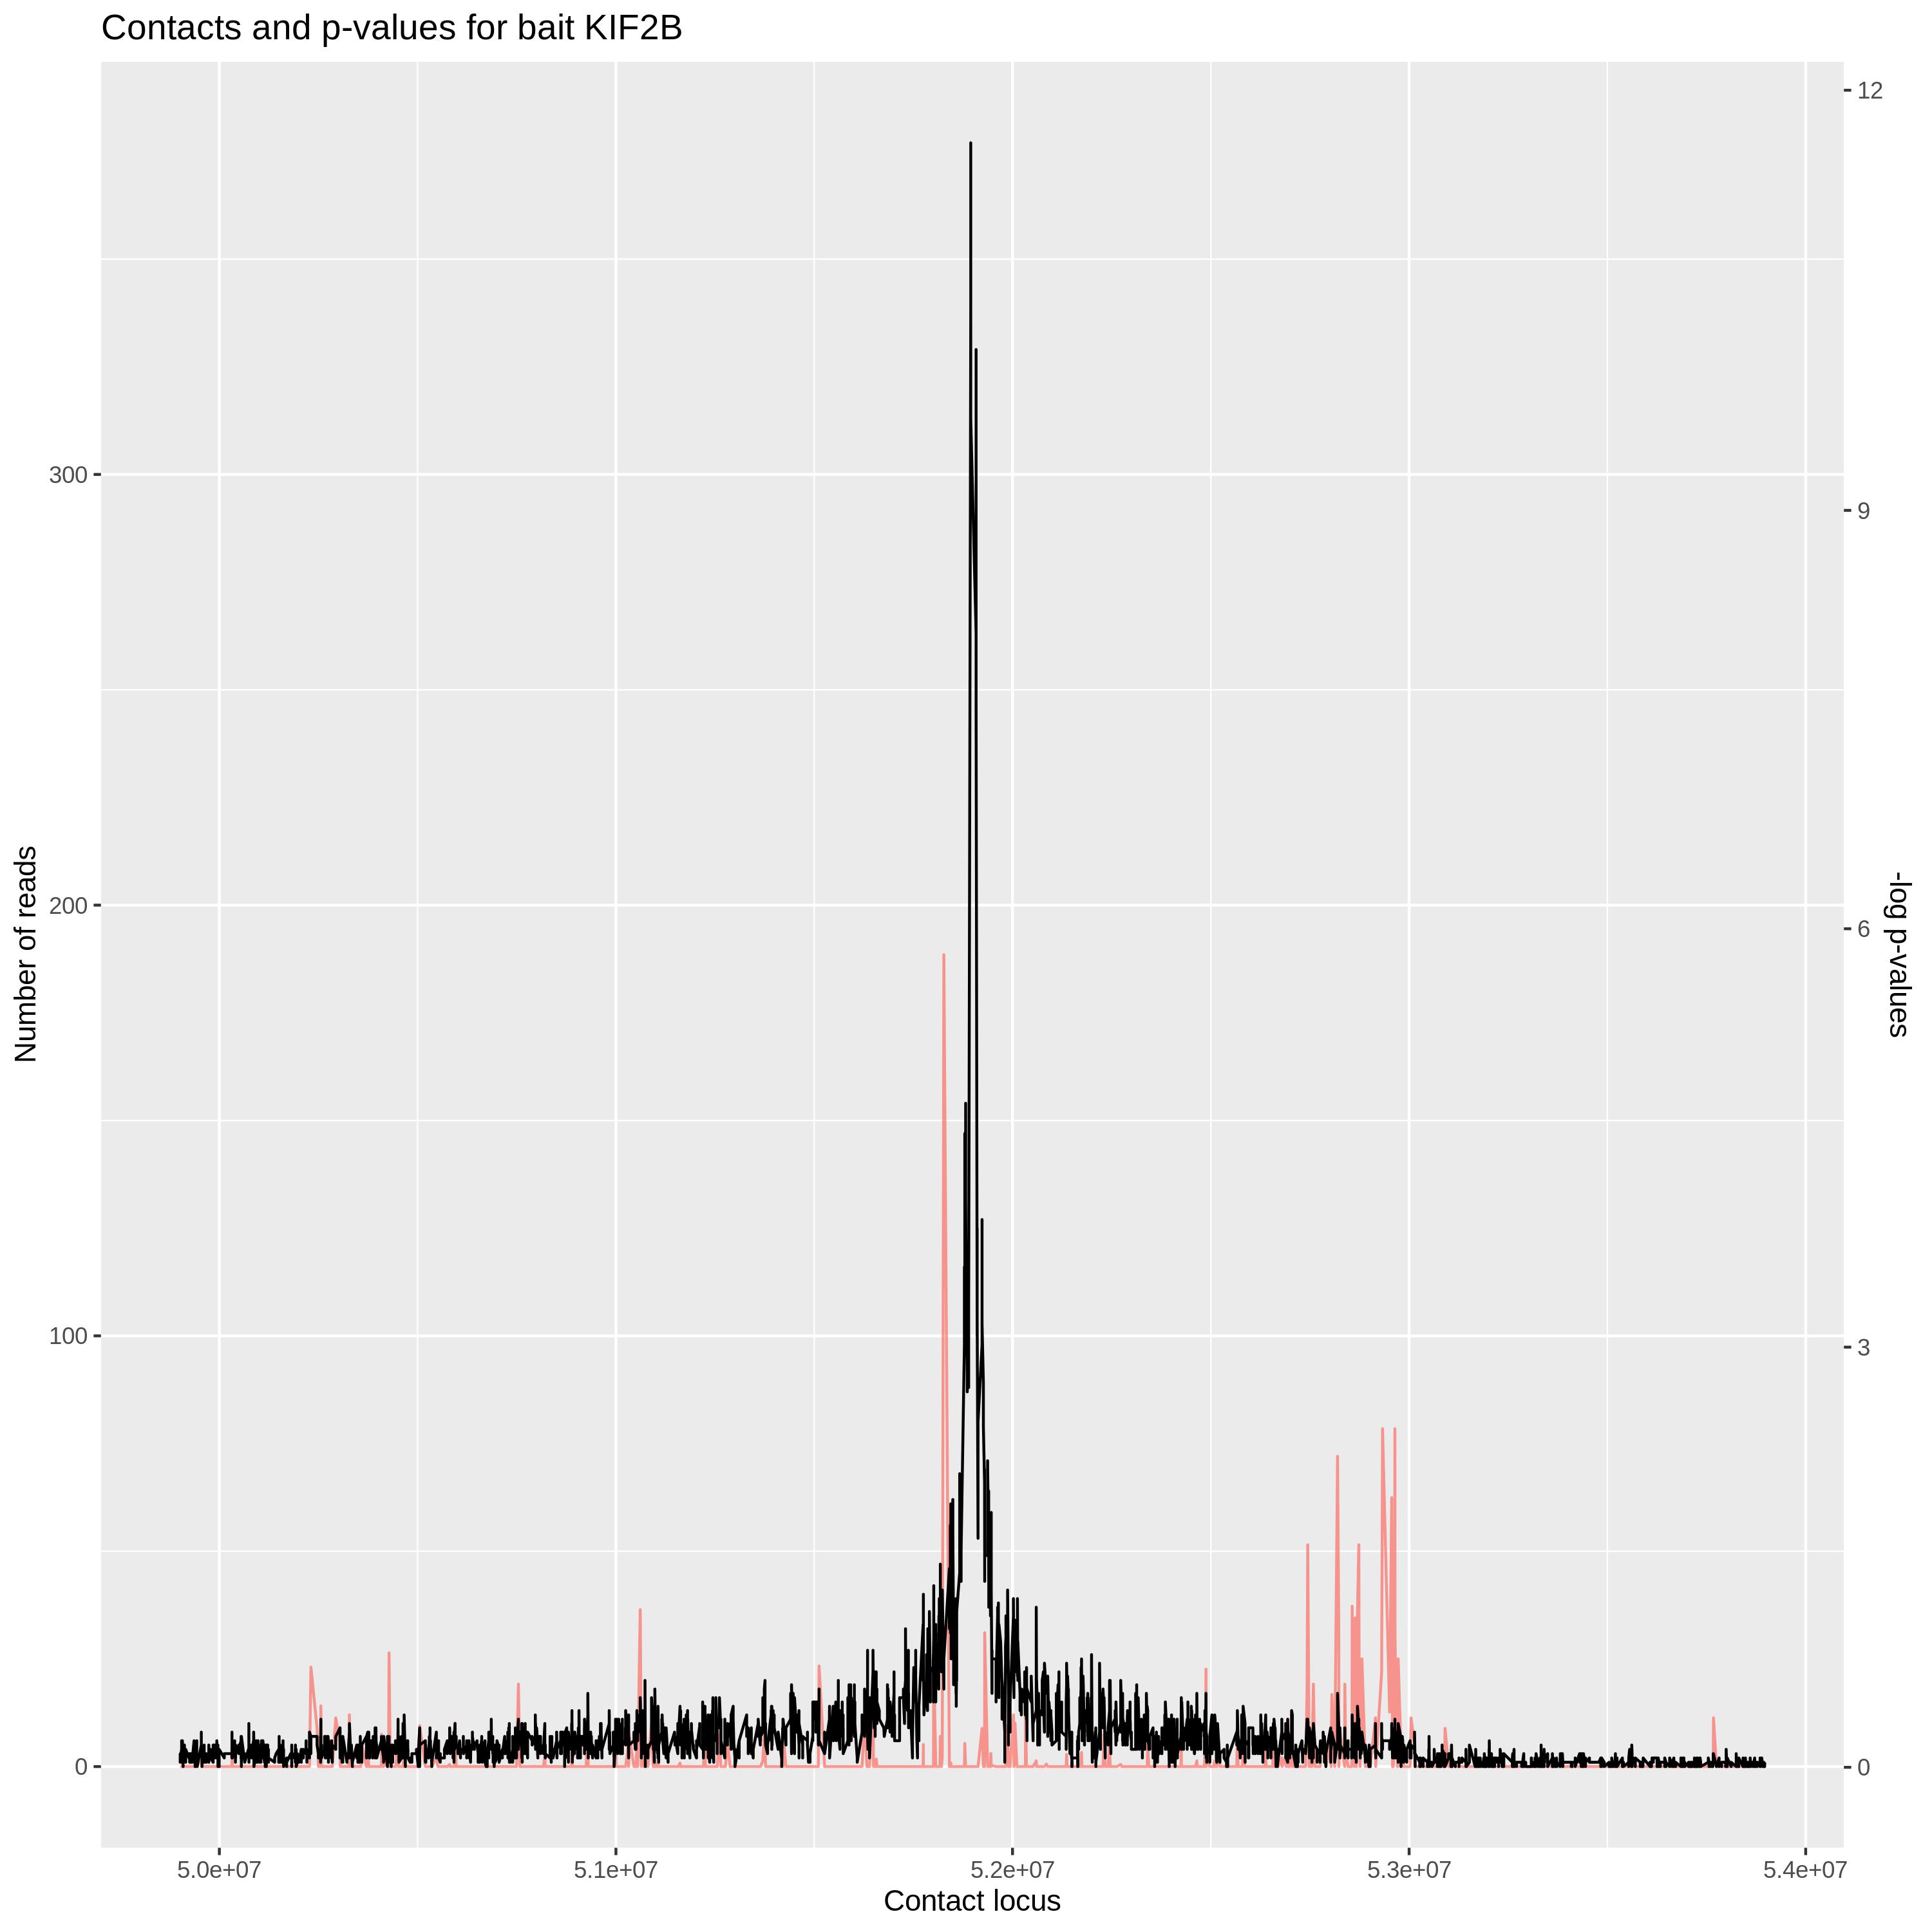 Contacts and p-values for bait KIF2B
12
300
9
200
6
Number of reads
-log p-values
100
3
0
0
5.0e+07
5.1e+07
5.2e+07
5.3e+07
5.4e+07
Contact locus